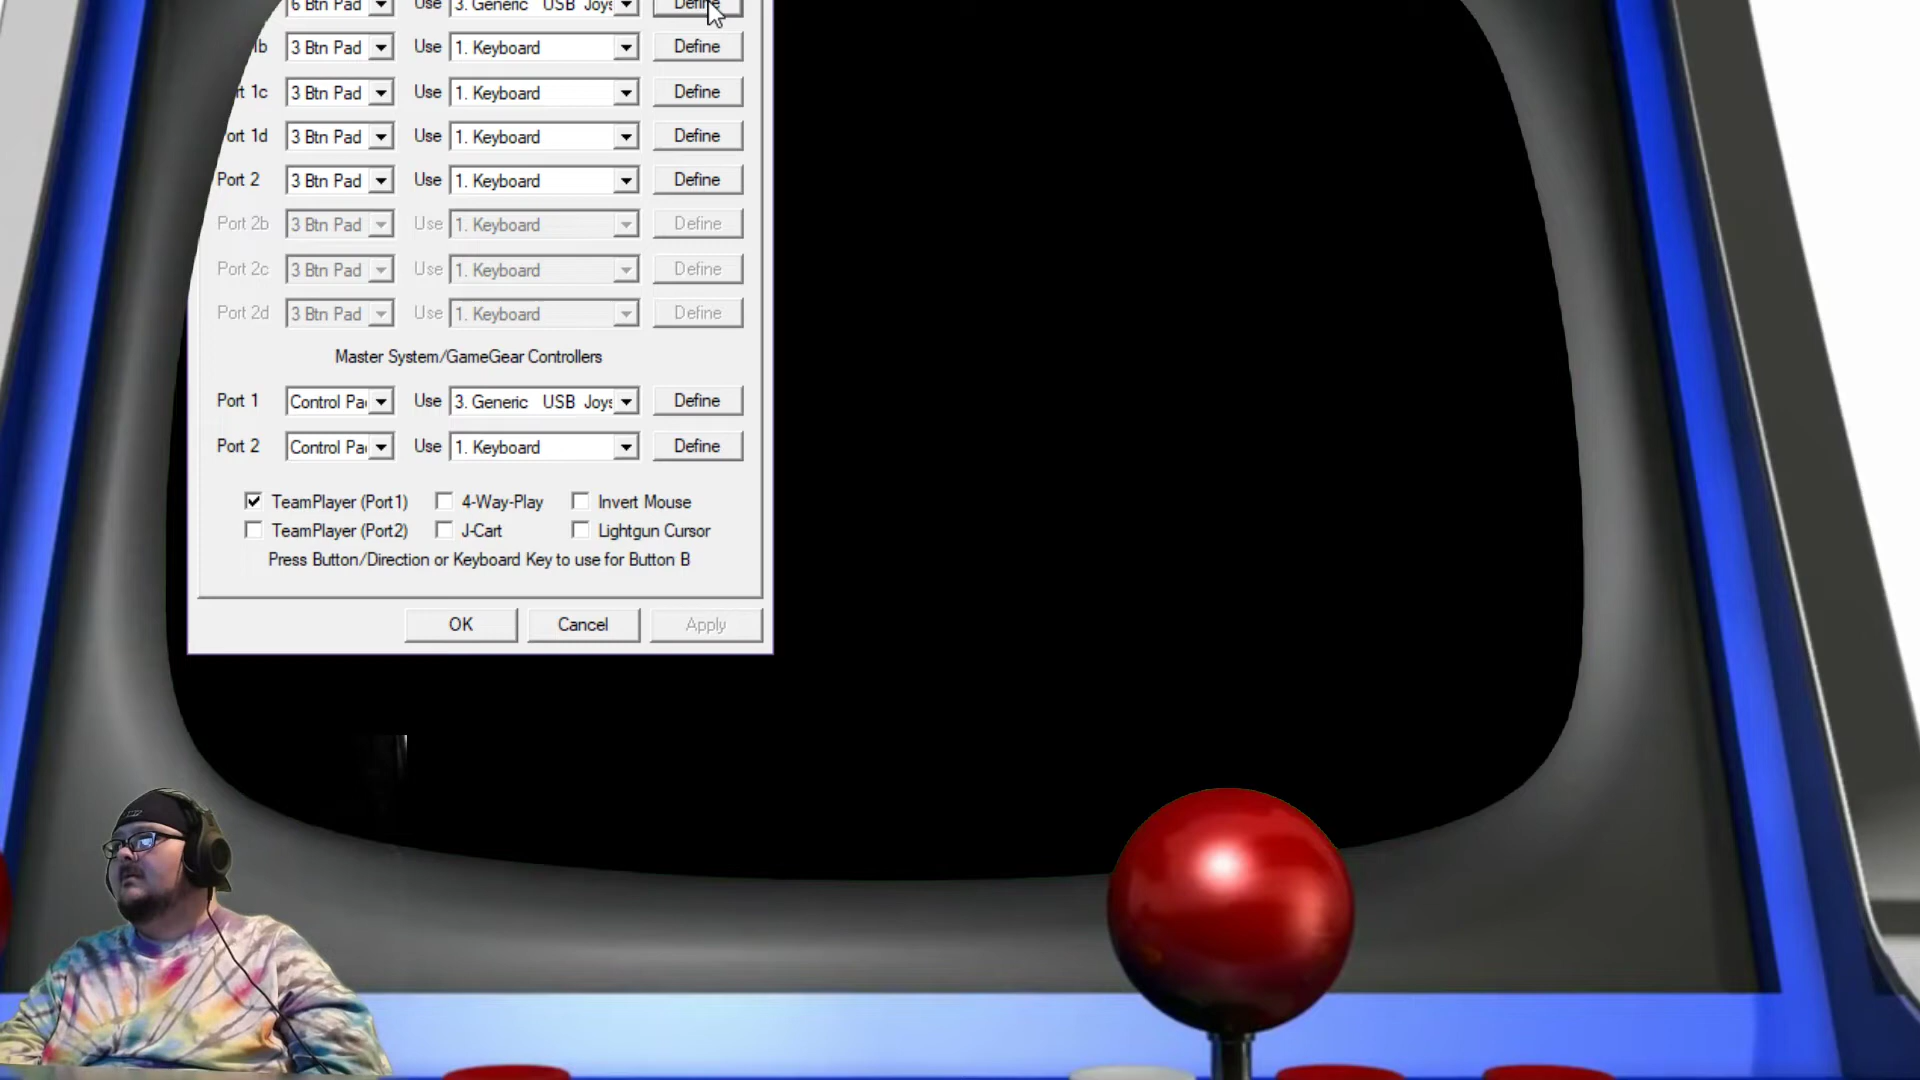 6 Btn Pad Use 3. Generic USB Joys Define
1b 3 Btn Pad Use 1. Keyboard Define
rt 1c 3 Btn Pad Use 1. Keyboard Define
ort 1d 3 Btn Pad Use 1. Keyboard Define
Port 2 3 Btn Pad Use 1. Keyboard Define
Port 2b 3 Btn Pad Use 1. Keyboard Define
Port 2c 3 Btn Pad Use 1. Keyboard Define
Port 2d 3 Btn Pad Use 1. Keyboard Define
Master System/GameGear Controllers
Port 1 Control Pa Use 3. Generic USB Joys Define
Port 2 Control Pa Use 1. Keyboard Define
TeamPlayer (Port1) 4-Way-Play Invert Mouse
TeamPlayer (Port2) J-Cart Lightgun Cursor
Press Button/Direction or Keyboard Key to use for Button B
OK Cancel Apply